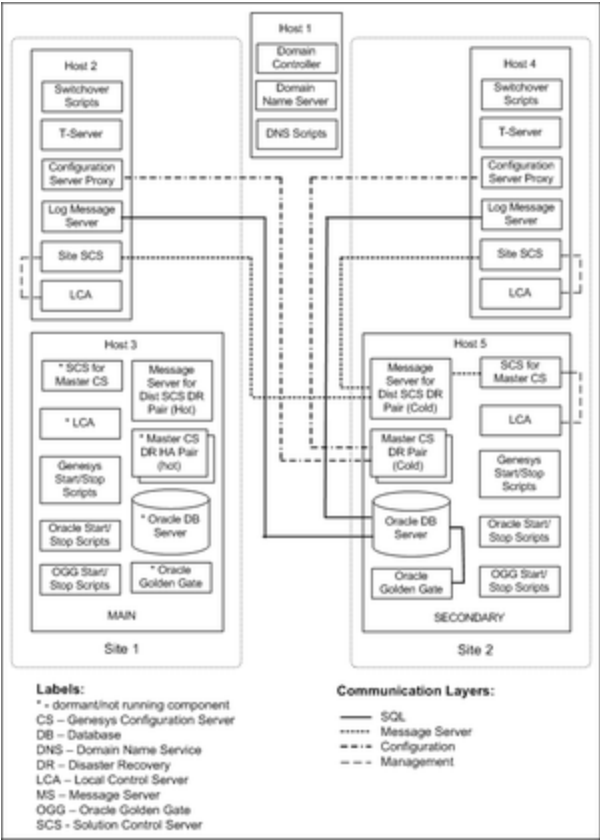 Host 1
Domain
Controller
Domain
Name Server
DNS Scripts
Host 2
Switchover
Scripts
T-Server
Configuration
Server Proxy
Log Message
Server
Site SCS
LCA
Host 4
Switchover
Scripts
T-Server
Configuration
Server Proxy
Log Message
Server
Site SCS
LCA
Host 3
* SCS for
Master CS
* LCA
Genesys
Start/Stop
Scripts
Oracle Start/
Stop Scripts
OGG Start/
Stop Scripts
Message
Server for
Dist SCS DR
Pair (Hot)
* Master CS
DR HA Pair
(hot)
* Oracle DB
Server
* Oracle
Golden Gate
MAIN
Site 1
Host 5
Message
Server for
Dist SCS DR
Pair (Cold)
Master CS
DR Pair
(Cold)
Oracle DB
Server
Oracle
Golden Gate
SCS for
Master CS
LCA
Genesys
Start/Stop
Scripts
Oracle Start/
Stop Scripts
OGG Start/
Stop Scripts
SECONDARY
Site 2
Labels:
* - dormant/not running component
CS – Genesys Configuration Server
DB – Database
DNS – Domain Name Service
DR – Disaster Recovery
LCA – Local Control Server
MS – Message Server
OGG – Oracle Golden Gate
SCS - Solution Control Server
Communication Layers:
SQL
Message Server
Configuration
Management